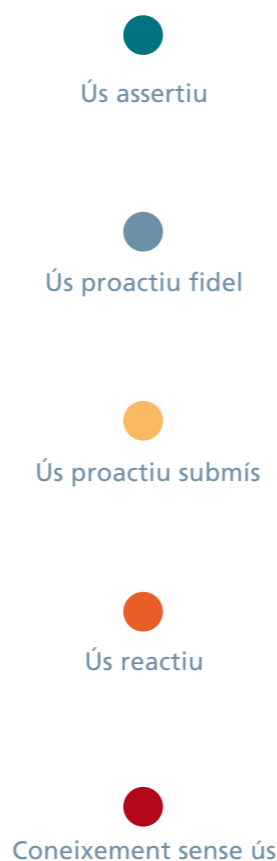 Ús assertiu
Ús proactiu fidel
Ús proactiu submís
Ús reactiu
Coneixement sense ús